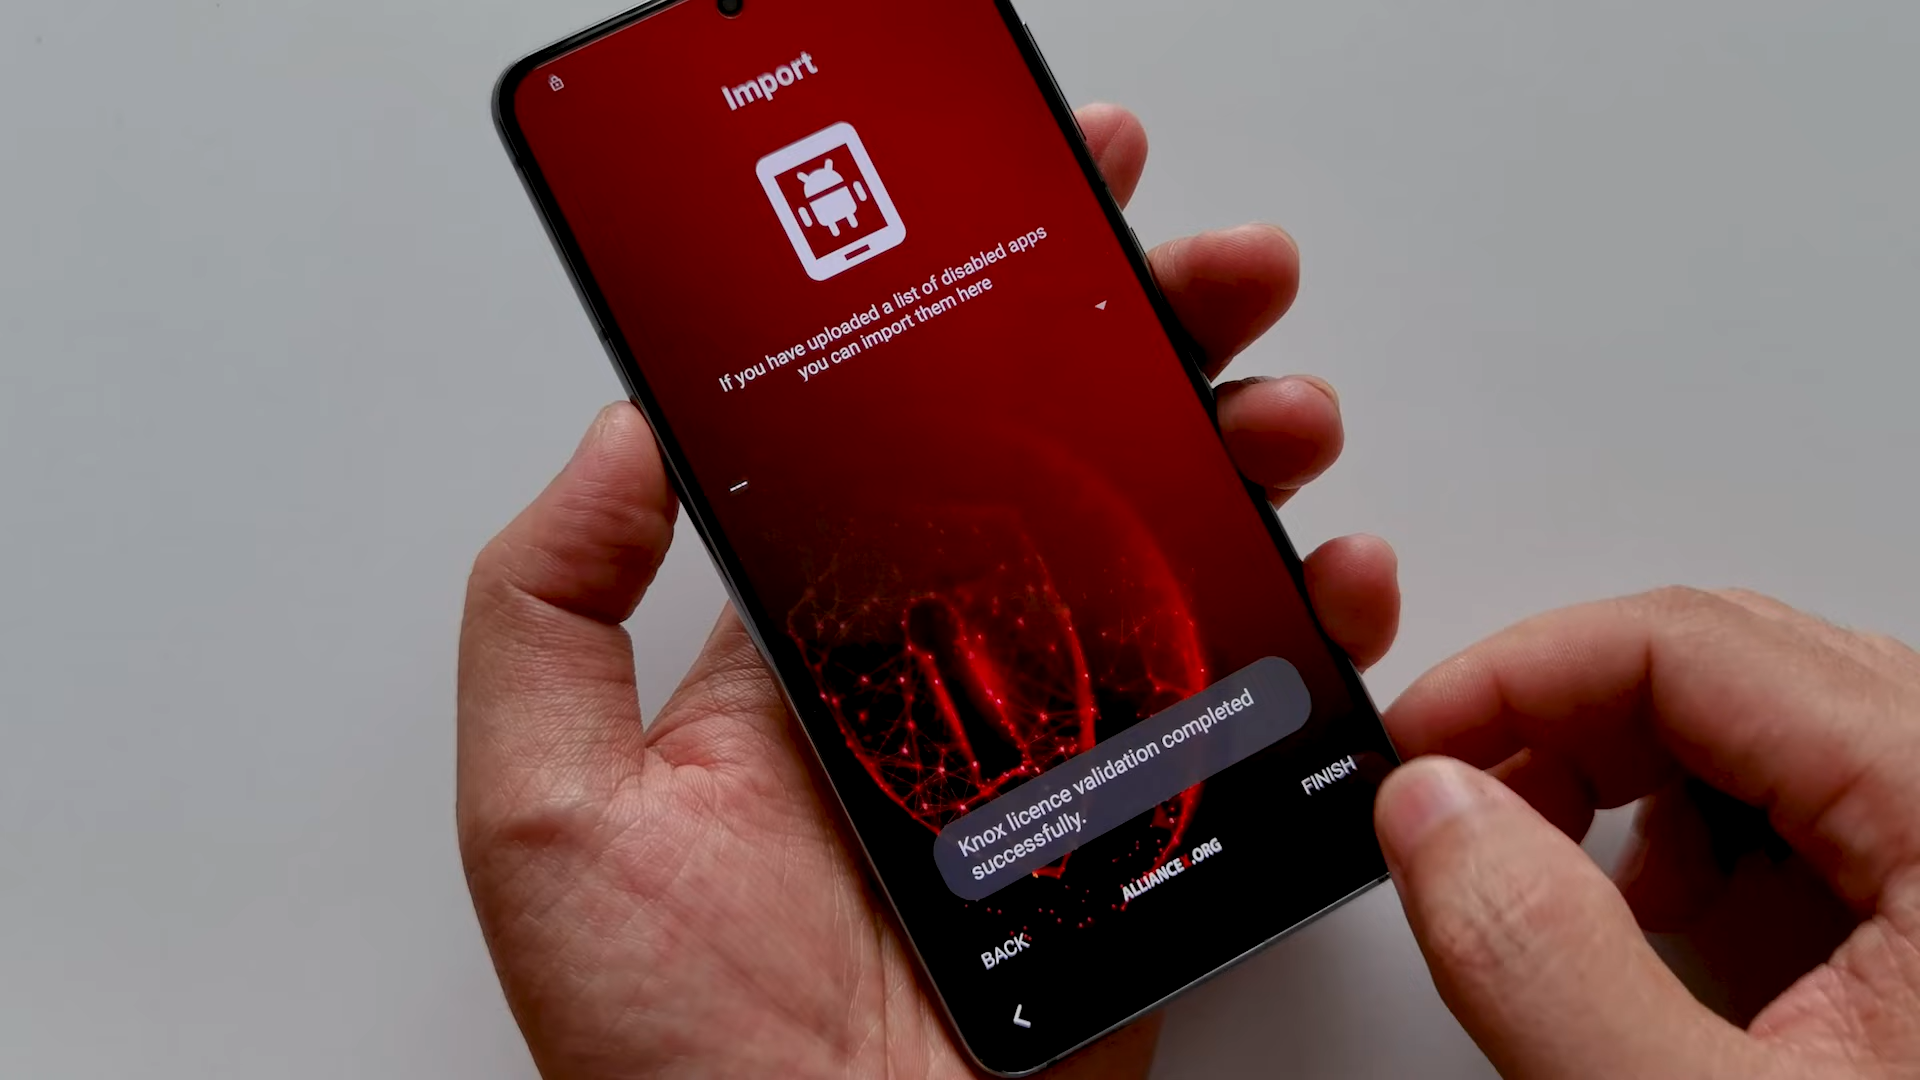 Import
If you have uploaded a list of disabled apps
you can import them here
Knox licence validation completed
successfully.
FINISH
ALLIANCEX.ORG
BACK